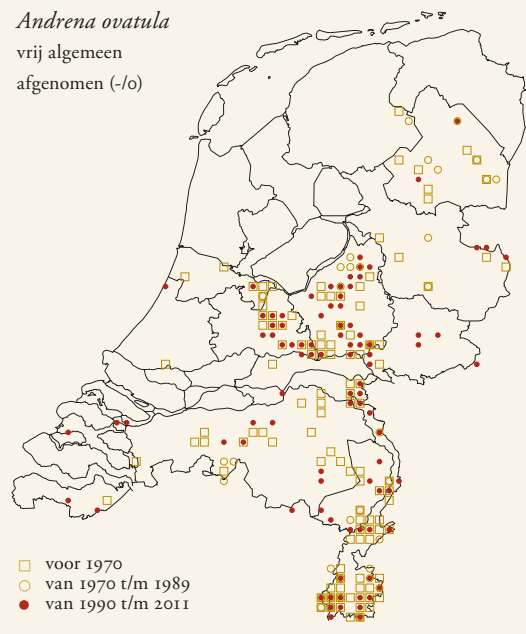 Andrena ovatula
vrij algemeen
afgenomen (-/0)
voor 1970
van 1970 t/m 1989
van 1990 t/m 2011